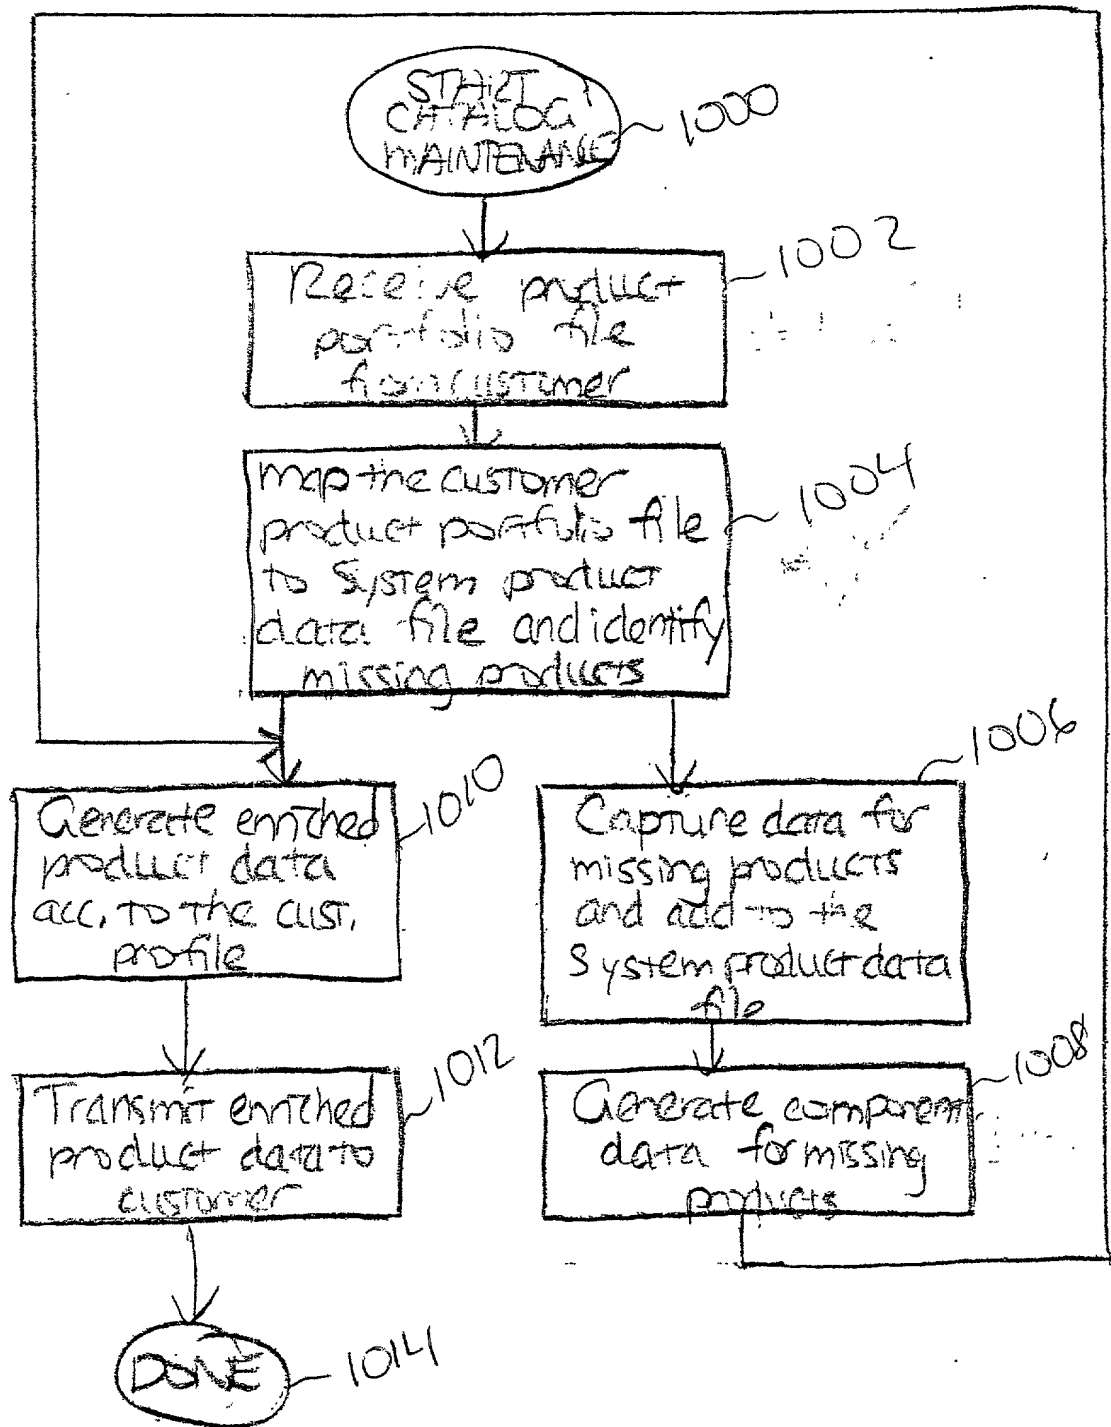 START
CATALOG
MAINTENANCE
1000
Receive product
portfolio file
from customer
1002
map the customer
product portfolio file
to System product
data file and identify
missing products
1004
Generate enriched
product data
acc. to the cust.
profile
1010
Capture data for
missing products
and add to the
System product data
file
1006
Transmit enriched
product data to
customer
1012
Generate component
data for missing
products
1008
DONE
1014